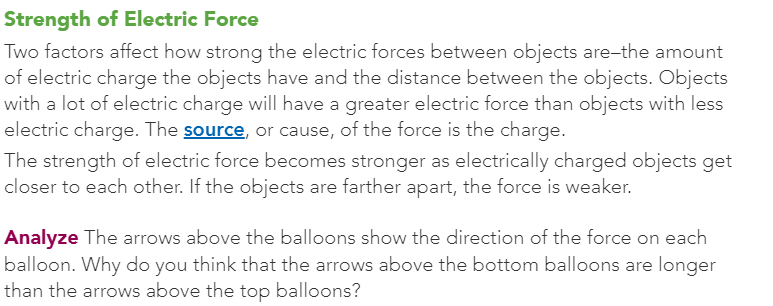 Strength of Electric Force
Two factors affect how strong the electric forces between objects are–the amount
of electric charge the objects have and the distance between the objects. Objects
with a lot of electric charge will have a greater electric force than objects with less
electric charge. The source, or cause, of the force is the charge.
The strength of electric force becomes stronger as electrically charged objects get
closer to each other. If the objects are farther apart, the force is weaker.
Analyze The arrows above the balloons show the direction of the force on each
balloon. Why do you think that the arrows above the bottom balloons are longer
than the arrows above the top balloons?